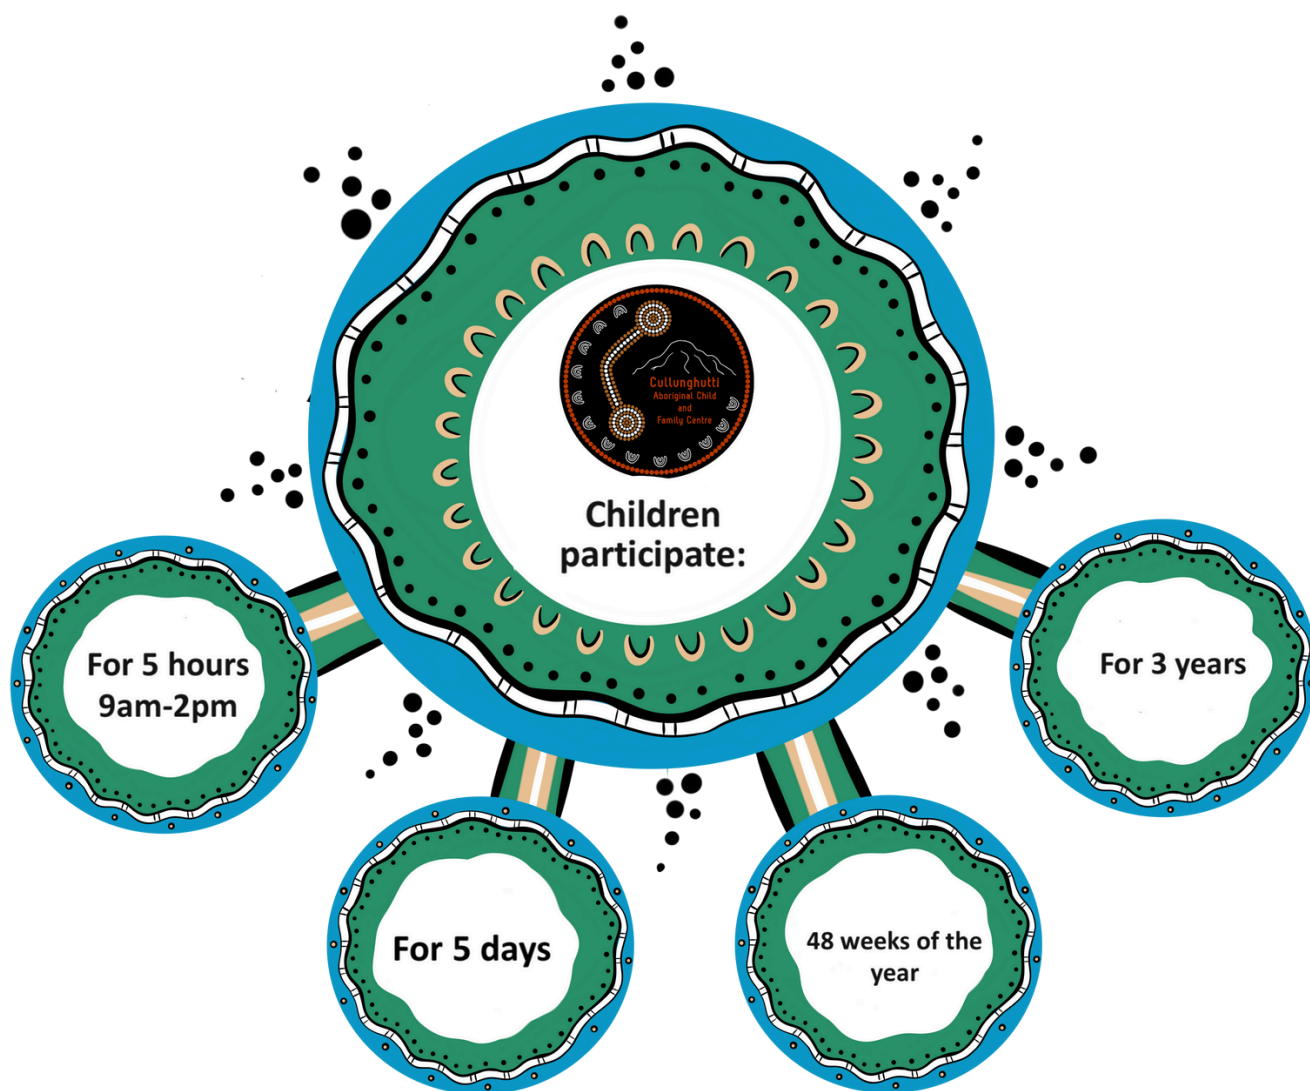 Cullunghutti
Aboriginal Child
and
Family Centre
Children
participate:
For 5 hours
9am-2pm
For 5 days
48 weeks of the
year
For 3 years